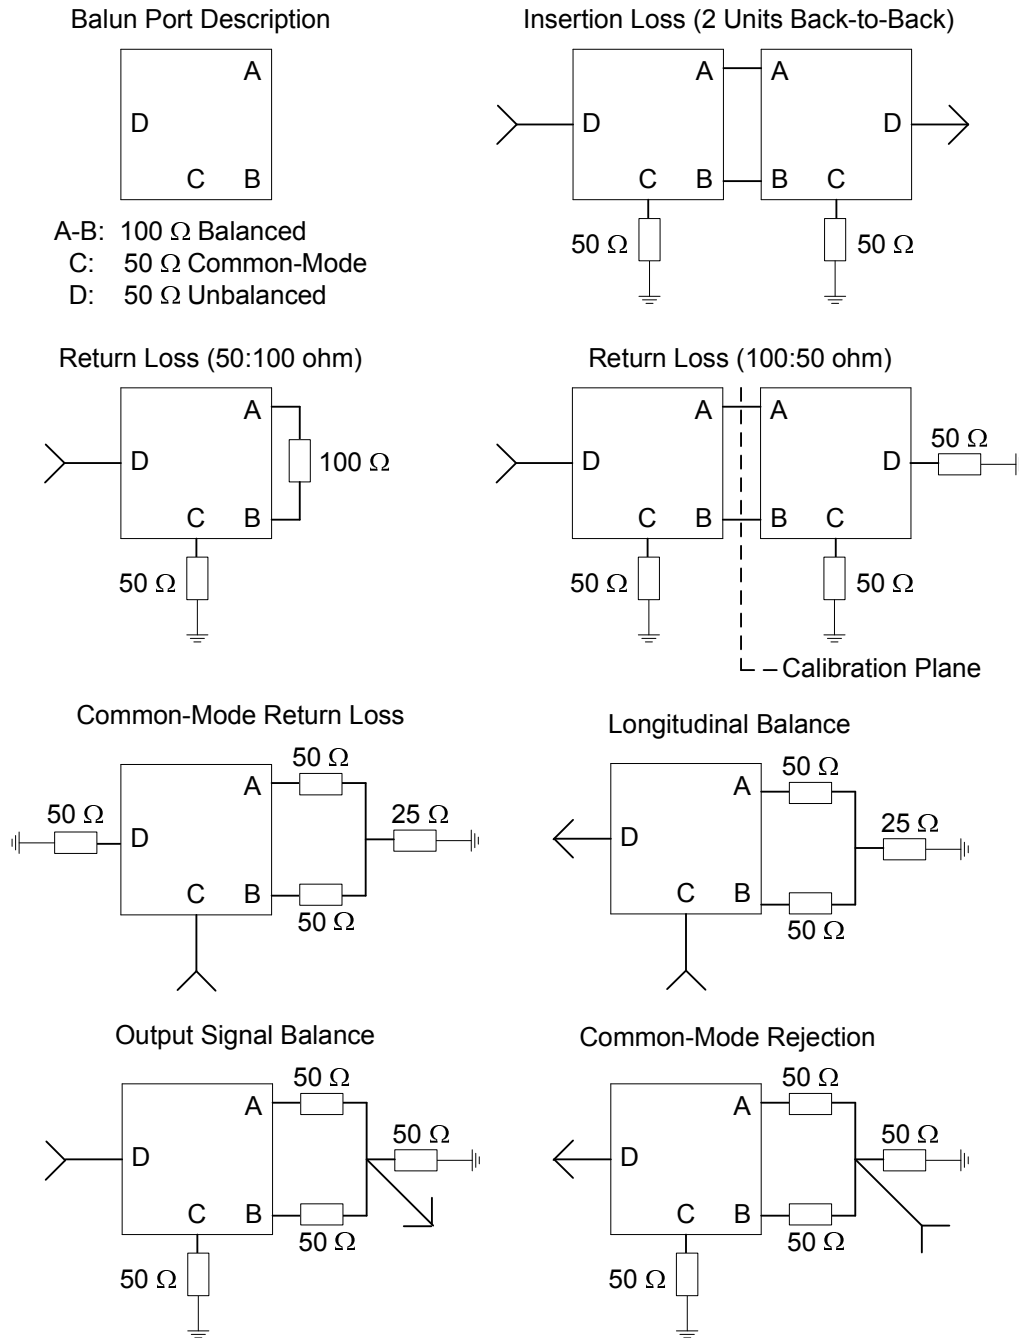 Balun Port Description
A
D
C B
A-B: 100 Ω Balanced
C: 50 Ω Common-Mode
D: 50 Ω Unbalanced
Insertion Loss (2 Units Back-to-Back)
A A
D D
C B B C
50 Ω 50 Ω
Return Loss (50:100 ohm)
A
D 100 Ω
C B
50 Ω
Return Loss (100:50 ohm)
A A
50 Ω
D D
C B B C
50 Ω 50 Ω
Calibration Plane
Common-Mode Return Loss
50 Ω
A
50 Ω 25 Ω
D
C B
50 Ω
Longitudinal Balance
50 Ω
A
25 Ω
D
C B
50 Ω
Output Signal Balance
50 Ω
A
50 Ω
D
C B
50 Ω
50 Ω
Common-Mode Rejection
50 Ω
A
50 Ω
D
C B
50 Ω
50 Ω